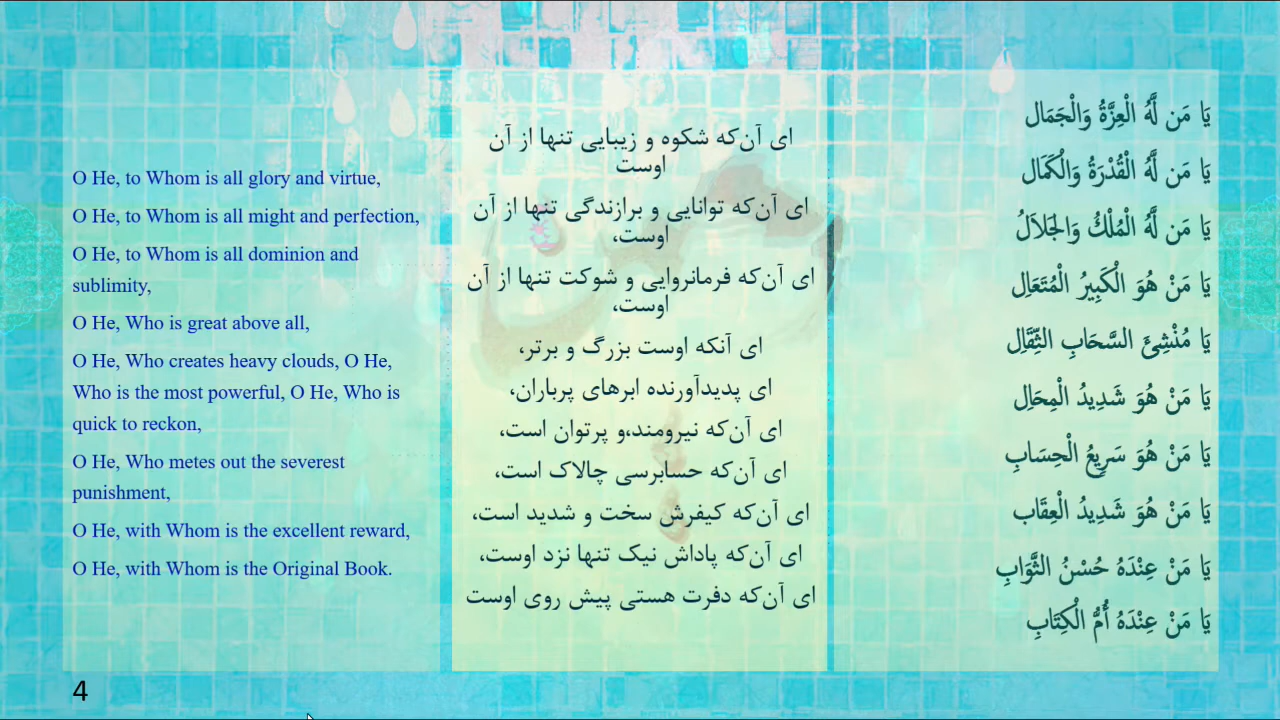 O He, to Whom is all glory and virtue,
O He, to Whom is all might and perfection,
O He, to Whom is all dominion and
sublimity,
O He, Who is great above all,
O He, Who creates heavy clouds, O He,
Who is the most powerful, O He, Who is
quick to reckon,
O He, Who metes out the severest
punishment,
O He, with Whom is the excellent reward,
O He, with Whom is the Original Book.
ای آن‌که شکوه و زیبایی تنها از آن
اوست
ای آن‌که توانایی و برازندگی تنها از آن
اوست،
ای آن‌که فرمانروایی و شوکت تنها از آن
اوست،
ای آنکه اوست بزرگ و برتر،
ای پدیدآورنده ابرهای پرباران،
ای آن‌که نیرومند،و پرتوان است،
ای آن‌که حسابرسی چالاک است،
ای آن‌که کیفرش سخت و شدید است،
ای آن‌که پاداش نیک تنها نزد اوست،
ای آن‌که دفرت هستی پیش روی اوست
يَا مَن لَّهُ الْعِزَّةُ وَالْجَمَال
يَا مَن لَّهُ الْقُدْرَةُ وَالْكَمَال
يَا مَن لَّهُ الْمُلْكُ وَالْجَلاَلُ
يَا مَنْ هُوَ الْكَبِيرُ الْمُتَعَالِ
يَا مُنْشِئَ السَّحَابِ الثِّقَالِ
يَا مَنْ هُوَ شَدِيدُ الْمِحَالِ
يَا مَنْ هُوَ سَرِيعُ الْحِسَابِ
يَا مَنْ هُوَ شَدِيدُ الْعِقَاب
يَا مَنْ عِنْدَهُ حُسْنُ الثَّوَابِ
يَا مَنْ عِنْدَهُ أُمُّ الْكِتَابِ
4